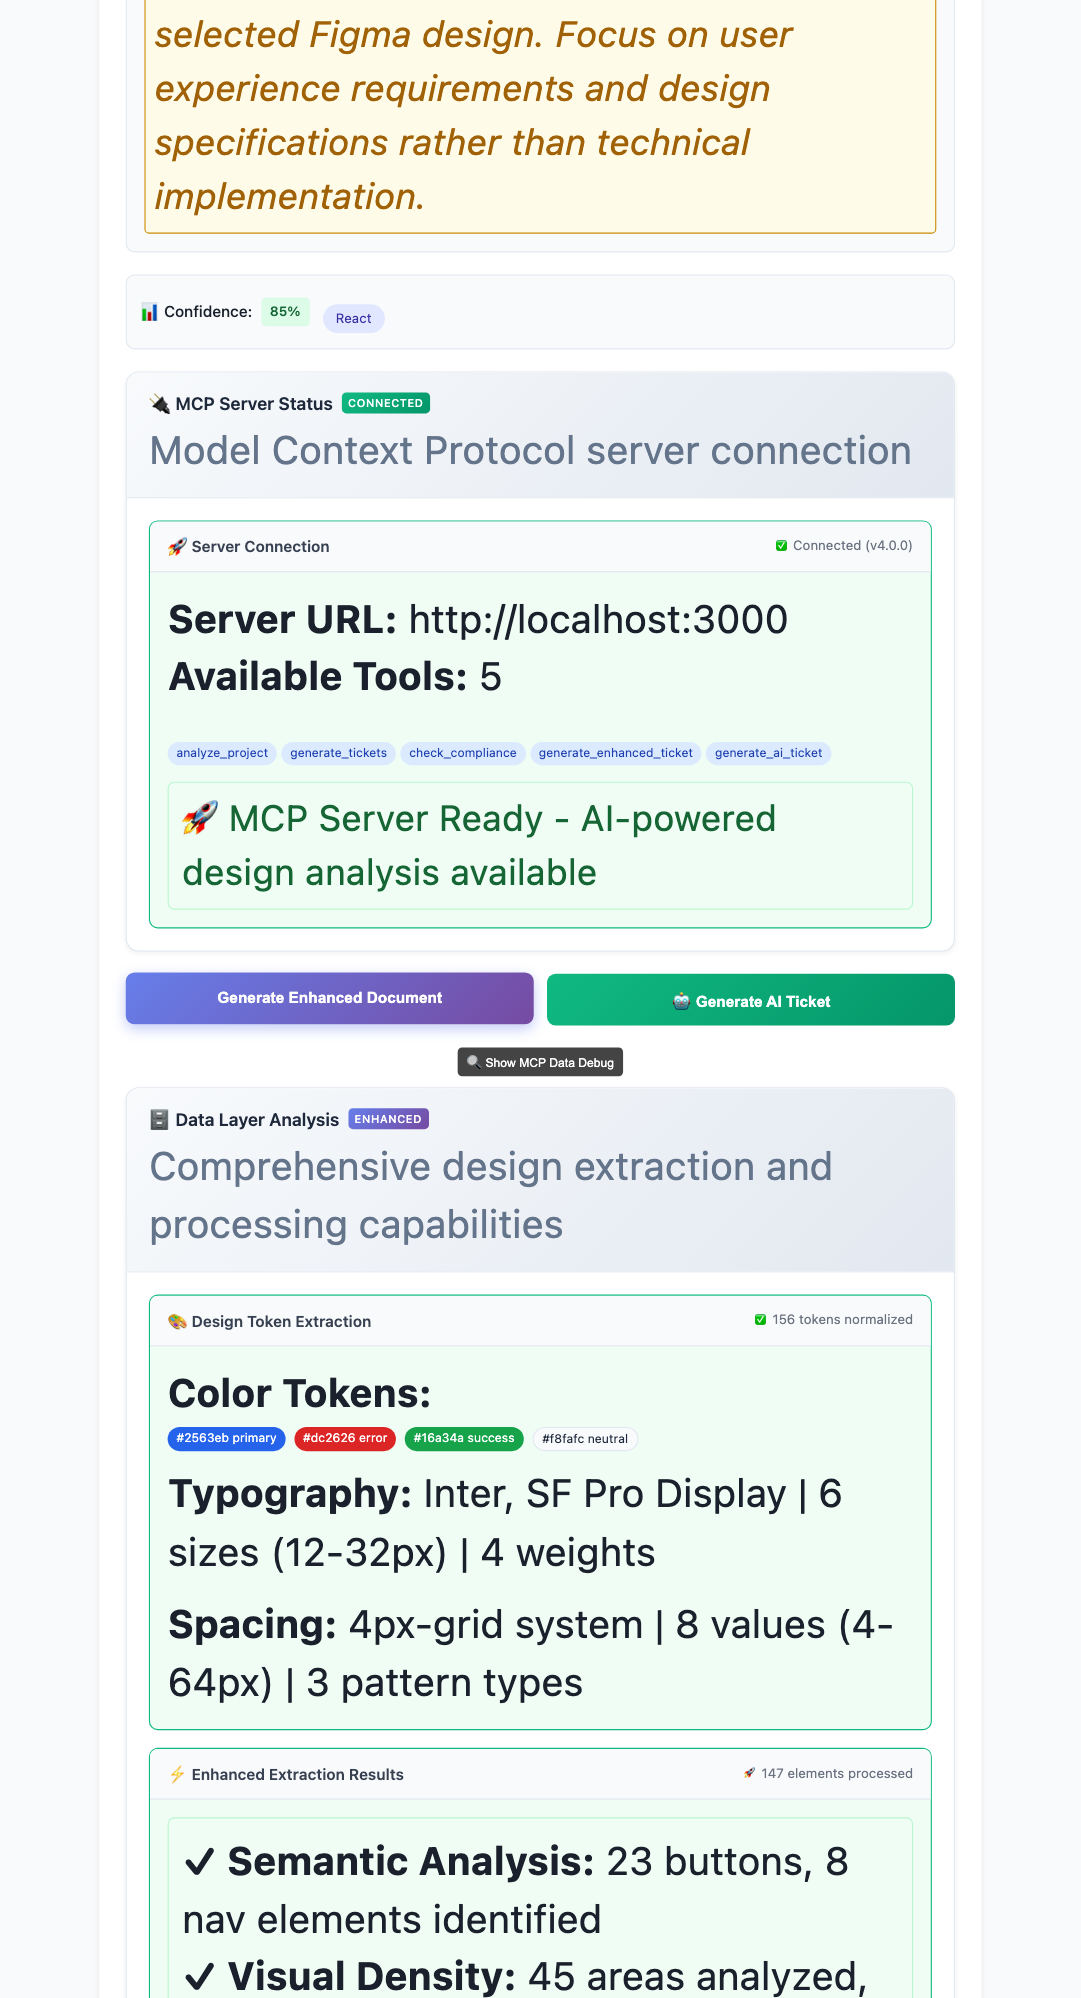 selected Figma design. Focus on user
experience requirements and design
specifications rather than technical
implementation.
📊 Confidence: 85% React
🔌 MCP Server Status CONNECTED
Model Context Protocol server connection
🚀 Server Connection ✅ Connected (v4.0.0)
Server URL: http://localhost:3000
Available Tools: 5
analyze_project generate_tickets check_compliance generate_enhanced_ticket generate_ai_ticket
🚀 MCP Server Ready - AI-powered
design analysis available
Generate Enhanced Document 🤖 Generate AI Ticket
🔍 Show MCP Data Debug
🗄️ Data Layer Analysis ENHANCED
Comprehensive design extraction and
processing capabilities
🎨 Design Token Extraction ✅ 156 tokens normalized
Color Tokens:
#2563eb primary #dc2626 error #16a34a success #f8fafc neutral
Typography: Inter, SF Pro Display | 6
sizes (12-32px) | 4 weights
Spacing: 4px-grid system | 8 values (4-
64px) | 3 pattern types
⚡ Enhanced Extraction Results 🚀 147 elements processed
✓ Semantic Analysis: 23 buttons, 8
nav elements identified
✓ Visual Density: 45 areas analyzed,